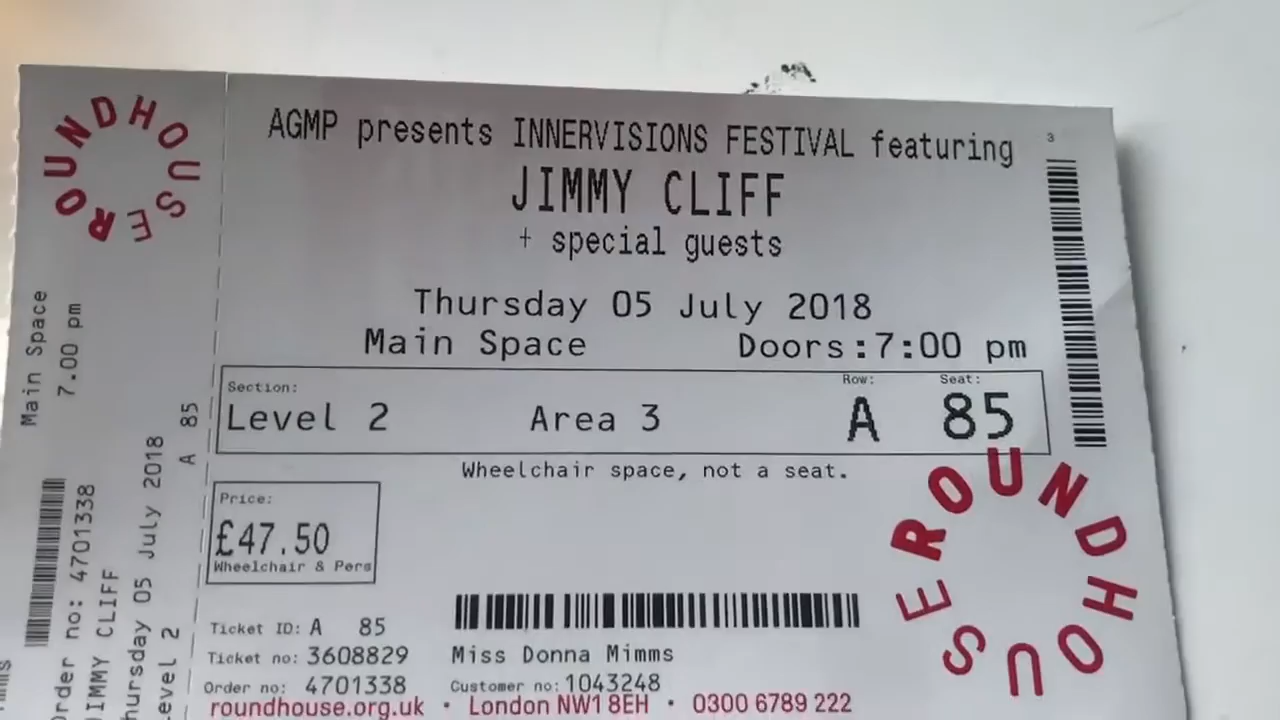 ROUNDHOUSE
Main Space
7.00 pm
Order no: 4701338
JIMMY CLIFF
Thursday 05 July 2018
Level 2
A 85
AGMP presents INNERVISIONS FESTIVAL featuring
JIMMY CLIFF
+ special guests
Thursday 05 July 2018
Main Space Doors:7:00 pm
Section: Row: Seat:
Level 2 Area 3 A 85
Wheelchair space, not a seat.
Price:
£47.50
Wheelchair & Pers
3
ROUNDHOUSE
Ticket ID: A 85
Ticket no: 3608829 Miss Donna Mimms
Order no: 4701338 Customer no: 1043248
roundhouse.org.uk • London NW1 8EH • 0300 6789 222